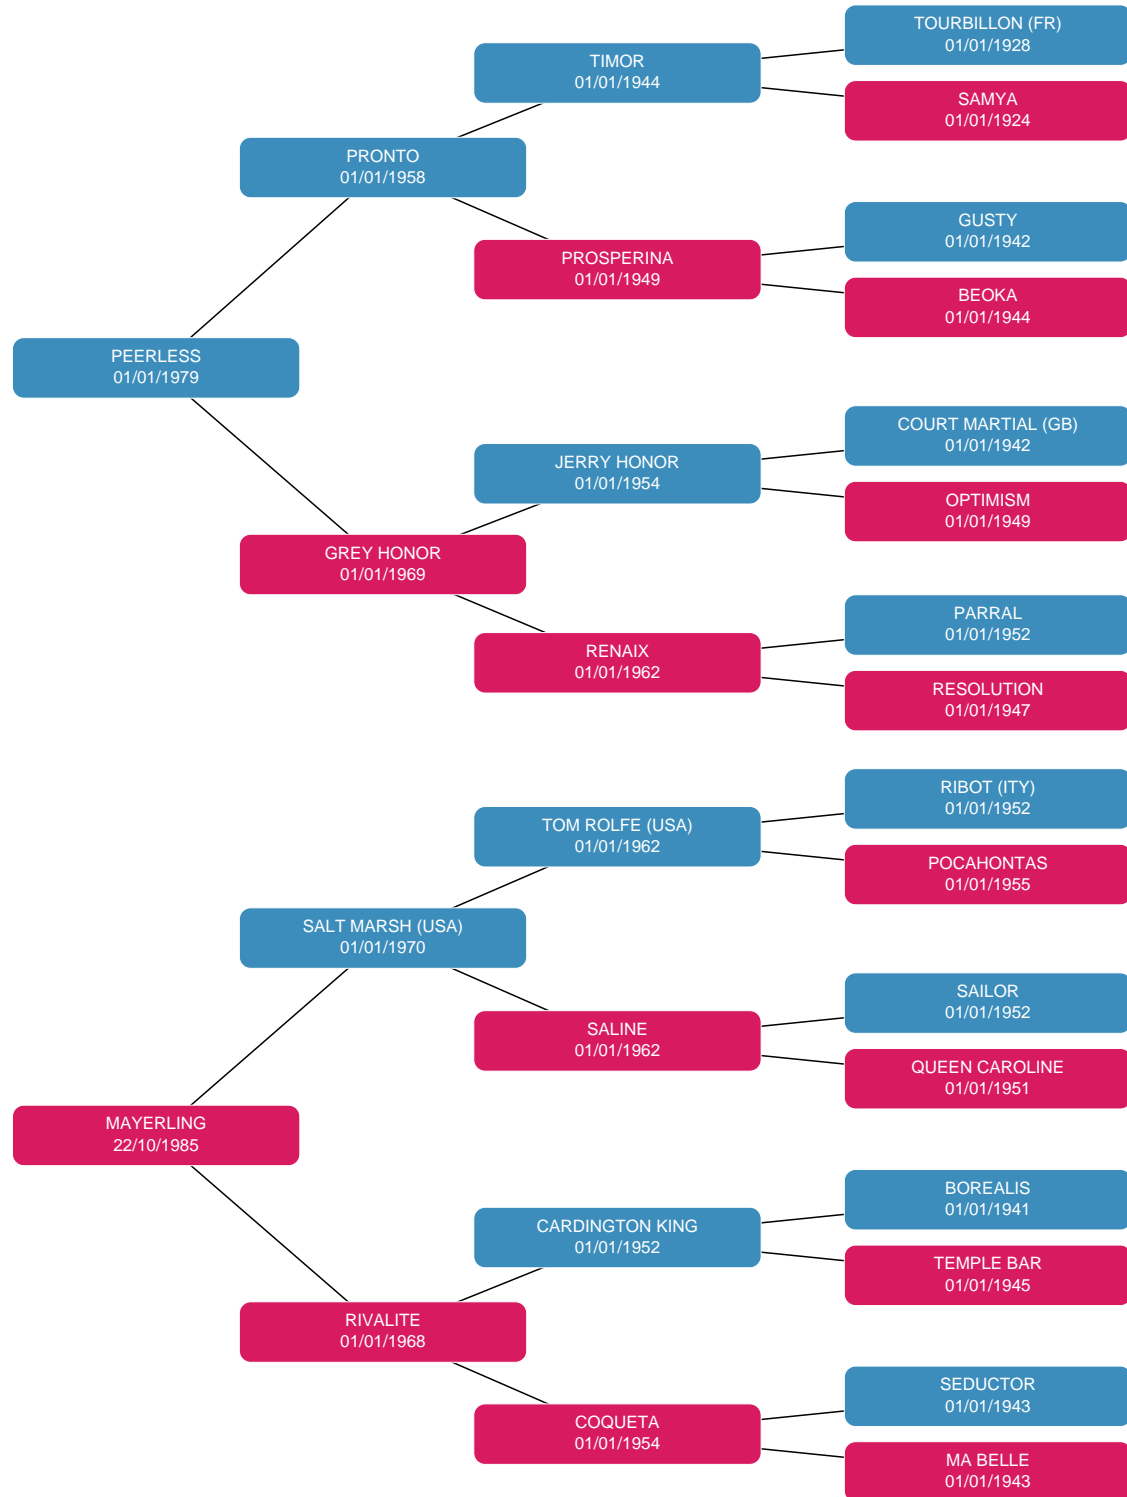 TOURBILLON (FR)
01/01/1928
TIMOR
01/01/1944
SAMYA
01/01/1924
PRONTO
01/01/1958
GUSTY
01/01/1942
PROSPERINA
01/01/1949
BEOKA
01/01/1944
PEERLESS
01/01/1979
COURT MARTIAL (GB)
01/01/1942
JERRY HONOR
01/01/1954
OPTIMISM
01/01/1949
GREY HONOR
01/01/1969
PARRAL
01/01/1952
RENAIX
01/01/1962
RESOLUTION
01/01/1947
RIBOT (ITY)
01/01/1952
TOM ROLFE (USA)
01/01/1962
POCAHONTAS
01/01/1955
SALT MARSH (USA)
01/01/1970
SAILOR
01/01/1952
SALINE
01/01/1962
QUEEN CAROLINE
01/01/1951
MAYERLING
22/10/1985
BOREALIS
01/01/1941
CARDINGTON KING
01/01/1952
TEMPLE BAR
01/01/1945
RIVALITE
01/01/1968
SEDUCTOR
01/01/1943
COQUETA
01/01/1954
MA BELLE
01/01/1943